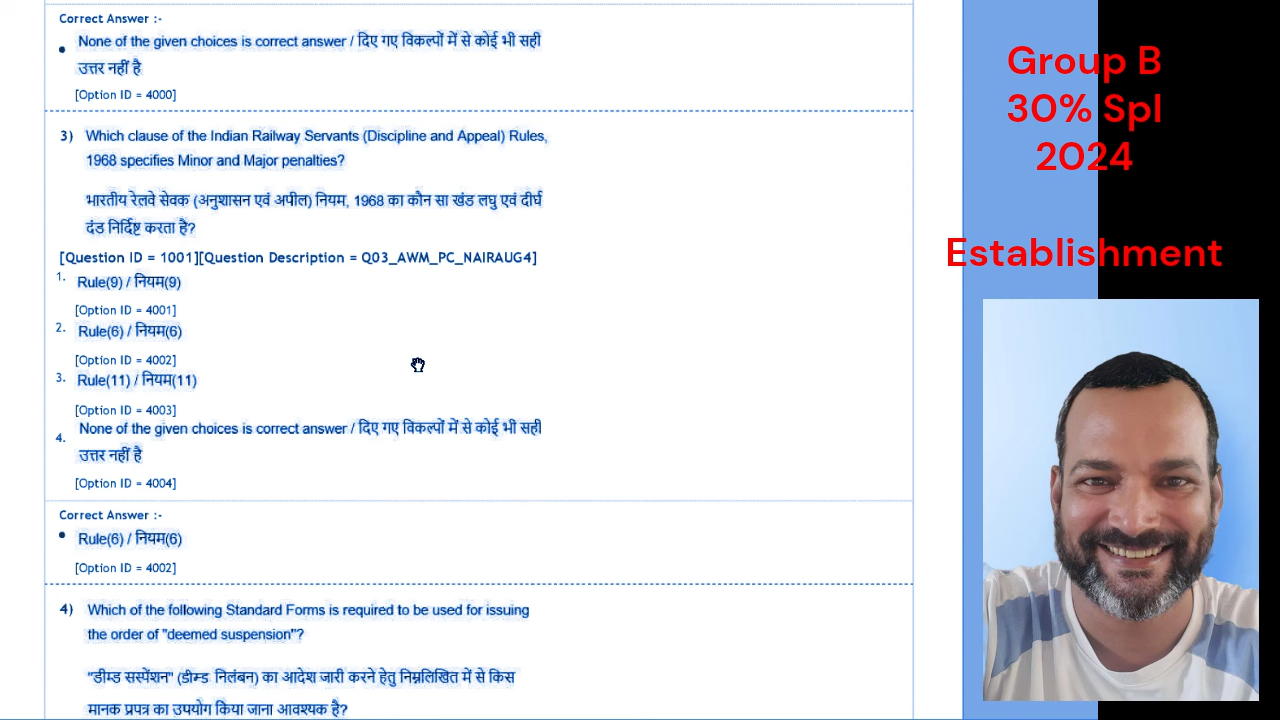 Correct Answer :-
• None of the given choices is correct answer / दिए गए विकल्पों में से कोई भी सही
उत्तर नहीं है
[Option ID = 4000]
3) Which clause of the Indian Railway Servants (Discipline and Appeal) Rules,
1968 specifies Minor and Major penalties?
भारतीय रेलवे सेवक (अनुशासन एवं अपील) नियम, 1968 का कौन सा खंड लघु एवं दीर्घ
दंड निर्दिष्ट करता है?
[Question ID = 1001][Question Description = Q03_AWM_PC_NAIRAUG4]
1. Rule(9) / नियम(9)
[Option ID = 4001]
2. Rule(6) / नियम(6)
[Option ID = 4002]
3. Rule(11) / नियम(11)
[Option ID = 4003]
4. None of the given choices is correct answer / दिए गए विकल्पों में से कोई भी सही
उत्तर नहीं है
[Option ID = 4004]
Correct Answer :-
• Rule(6) / नियम(6)
[Option ID = 4002]
4) Which of the following Standard Forms is required to be used for issuing
the order of "deemed suspension"?
"डीम्ड सस्पेंशन" (डीम्ड निलंबन) का आदेश जारी करने हेतु निम्नलिखित में से किस
मानक प्रपत्र का उपयोग किया जाना आवश्यक है?
Group B
30% Spl
2024
Establishment